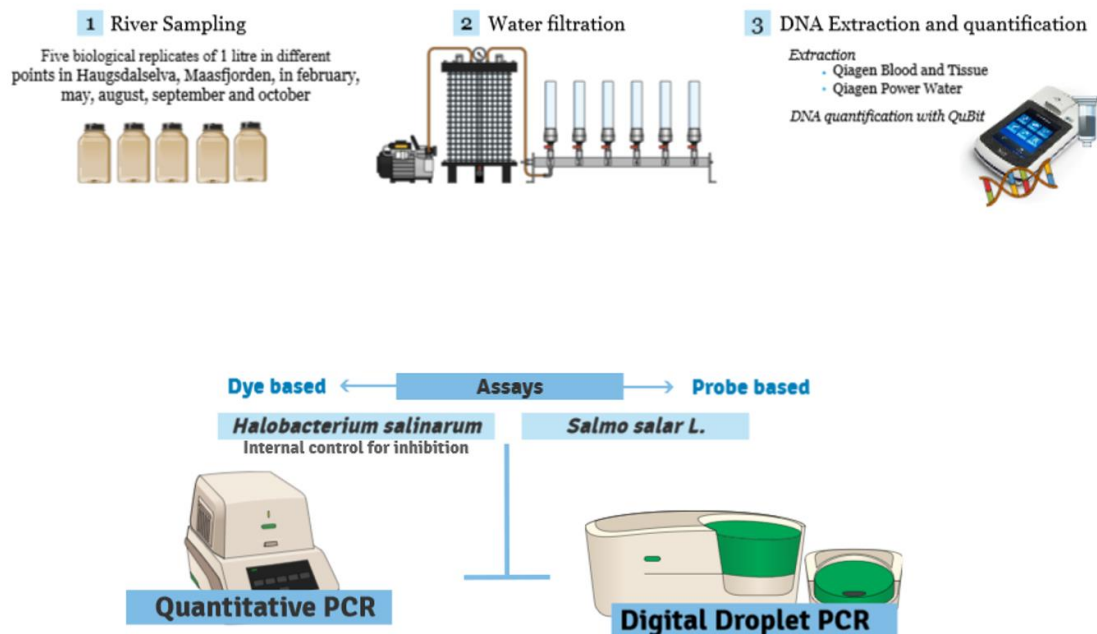 1 River Sampling
Five biological replicates of 1 litre in different
points in Haugsdalselva, Maasfjorden, in february,
may, august, september and october
2 Water filtration
3 DNA Extraction and quantification
Extraction
• Qiagen Blood and Tissue
• Qiagen Power Water
DNA quantification with QuBit
Dye based
Assays
Probe based
Halobacterium salinarum
Salmo salar L.
Internal control for inhibition
Quantitative PCR
Digital Droplet PCR